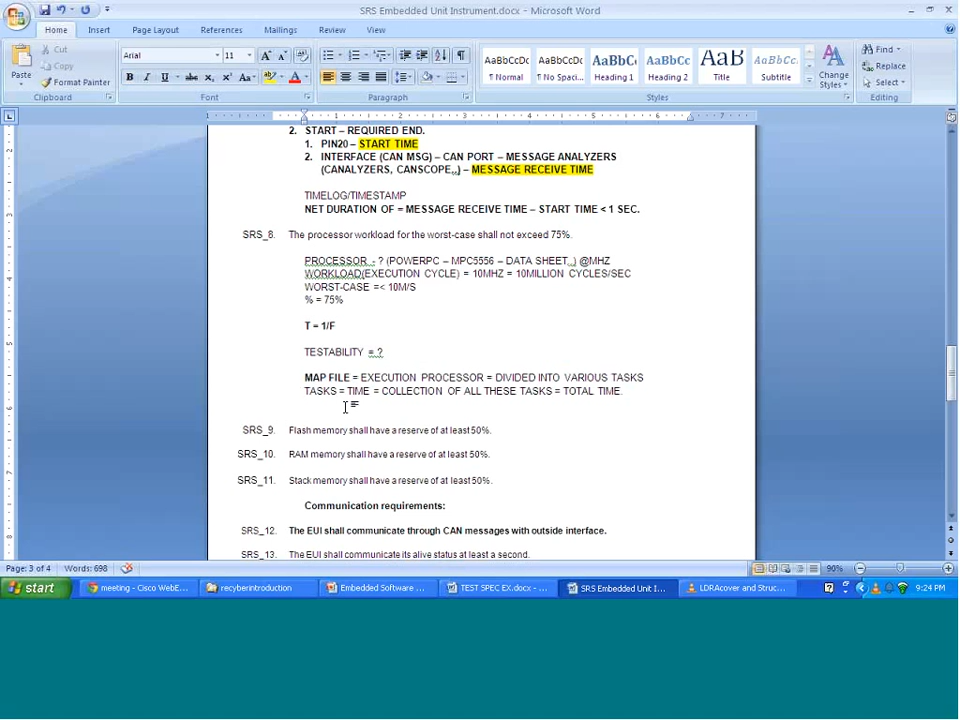 SRS Embedded Unit Instrument.docx - Microsoft Word
Home Insert Page Layout References Mailings Review View
Paste
Cut
Copy
Format Painter
Clipboard
Arial 11
Font
Paragraph
AaBbCcDc AaBbCcDc AaBbCc AaBbCc AaB AaBbCc.
¶ Normal ¶ No Spaci... Heading 1 Heading 2 Title Subtitle
Change Styles
Styles
Find
Replace
Select
Editing
2. START – REQUIRED END.
1. PIN20 – START TIME
2. INTERFACE (CAN MSG) – CAN PORT – MESSAGE ANALYZERS
(CANALYZERS, CANSCOPE,,) – MESSAGE RECEIVE TIME
TIMELOG/TIMESTAMP
NET DURATION OF = MESSAGE RECEIVE TIME – START TIME < 1 SEC.
SRS_8. The processor workload for the worst-case shall not exceed 75%.
PROCESSOR - ? (POWERPC – MPC5556 – DATA SHEET,.) @MHZ
WORKLOAD(EXECUTION CYCLE) = 10MHZ = 10MILLION CYCLES/SEC
WORST-CASE =< 10M/S
% = 75%
T = 1/F
TESTABILITY = ?
MAP FILE = EXECUTION PROCESSOR = DIVIDED INTO VARIOUS TASKS
TASKS = TIME = COLLECTION OF ALL THESE TASKS = TOTAL TIME.
SRS_9. Flash memory shall have a reserve of at least 50%.
SRS_10. RAM memory shall have a reserve of at least 50%.
SRS_11. Stack memory shall have a reserve of at least 50%.
Communication requirements:
SRS_12. The EUI shall communicate through CAN messages with outside interface.
SRS_13. The EUI shall communicate its alive status at least a second.
Page: 3 of 4 Words: 698 90%
start meeting - Cisco WebE... recyberintroduction Embedded Software ... TEST SPEC EX.docx - ... SRS Embedded Unit I... LDRAcover and Struc... 9:24 PM